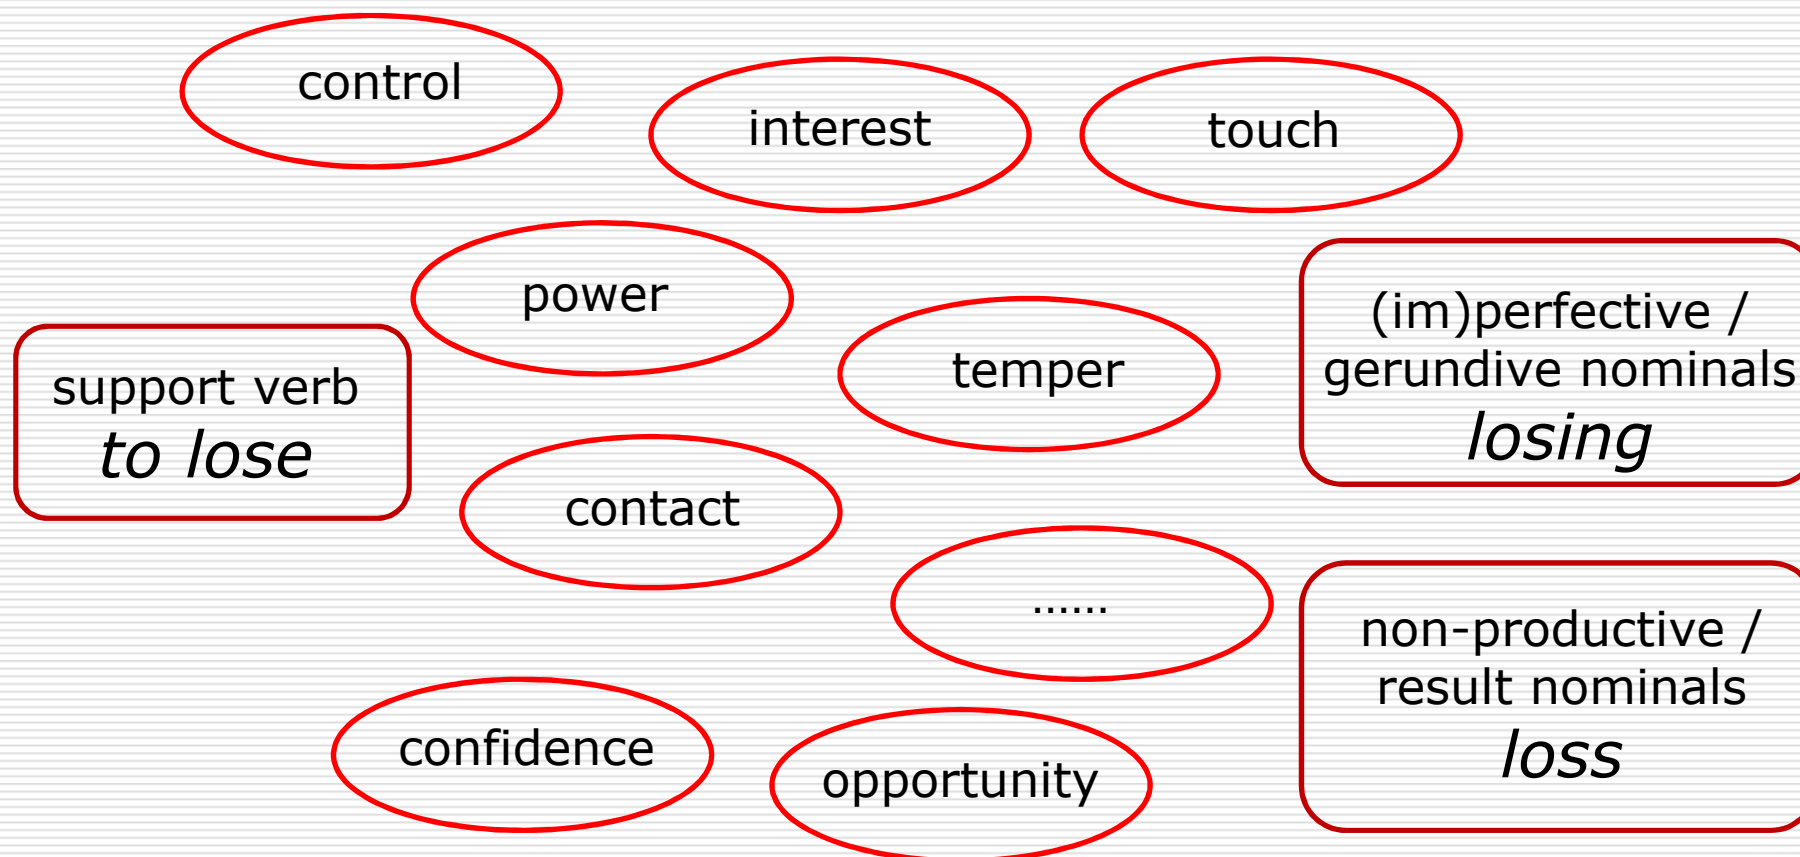 control
interest
touch
power
temper
(im)perfective /
gerundive nominals
losing
support verb
to lose
contact
......
non-productive /
result nominals
loss
confidence
opportunity